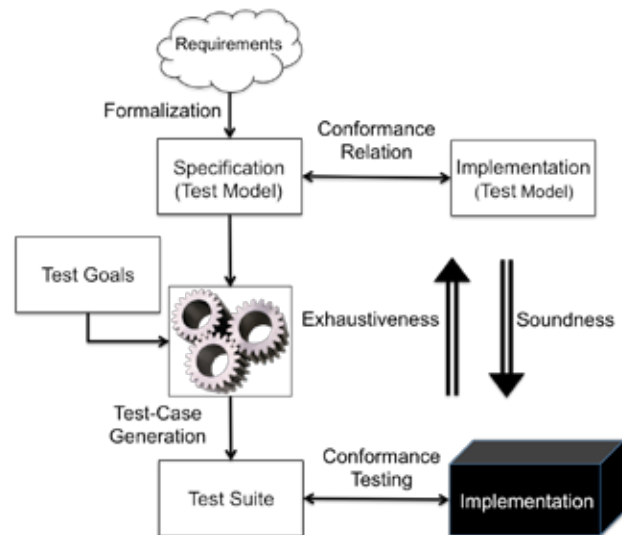 Requirements
Formalization
Conformance
Relation
Specification
(Test Model)
Implementation
(Test Model)
Test Goals
Exhaustiveness
Soundness
Test-Case
Generation
Conformance
Testing
Test Suite
Implementation